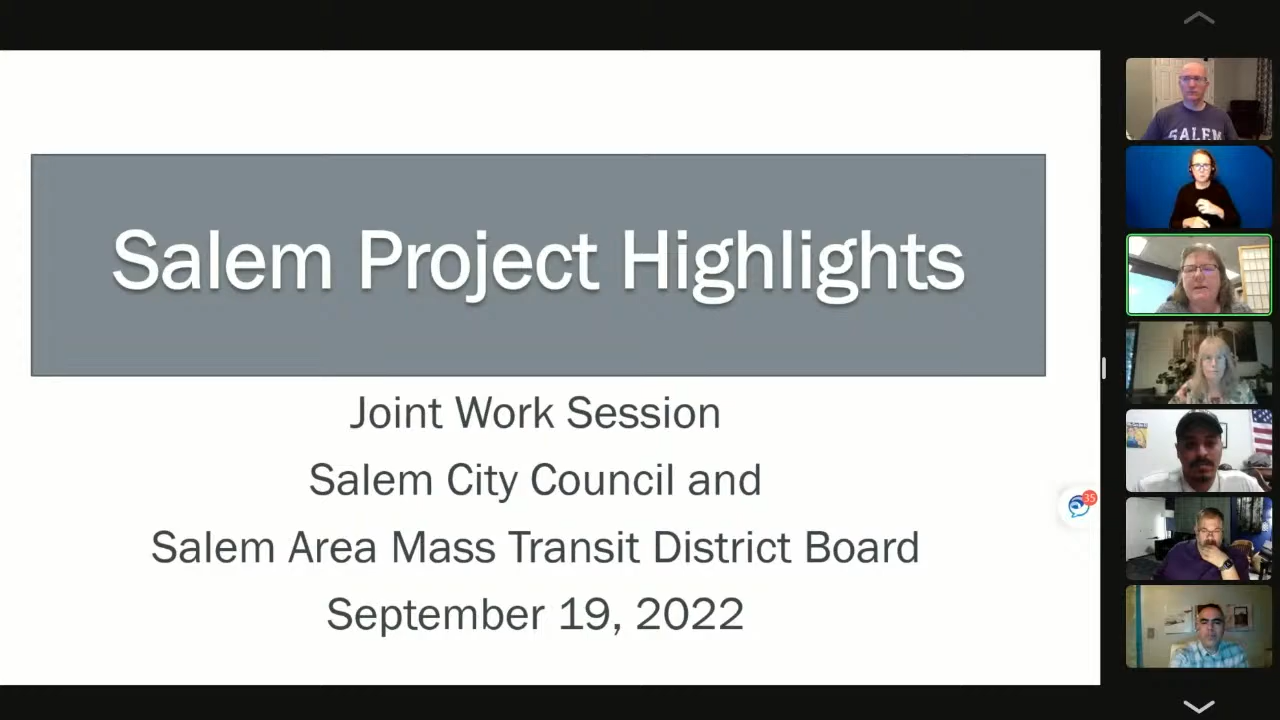 Salem Project Highlights
Joint Work Session
Salem City Council and
Salem Area Mass Transit District Board
September 19, 2022
35
SALEM